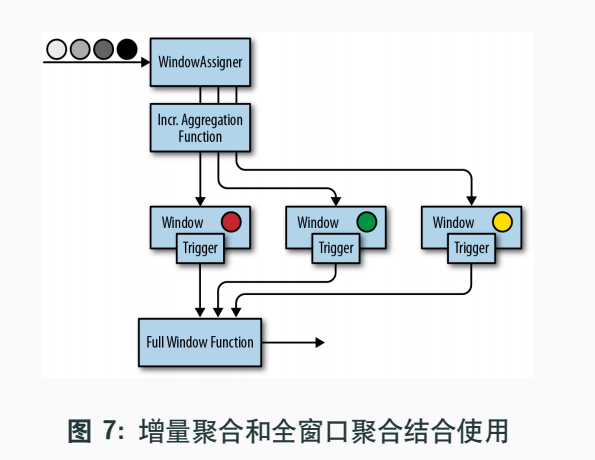 WindowAssigner
Incr. Aggregation
Function
Window
Window
Window
Trigger
Trigger
Trigger
Full Window Function
图 7: 增量聚合和全窗口聚合结合使用